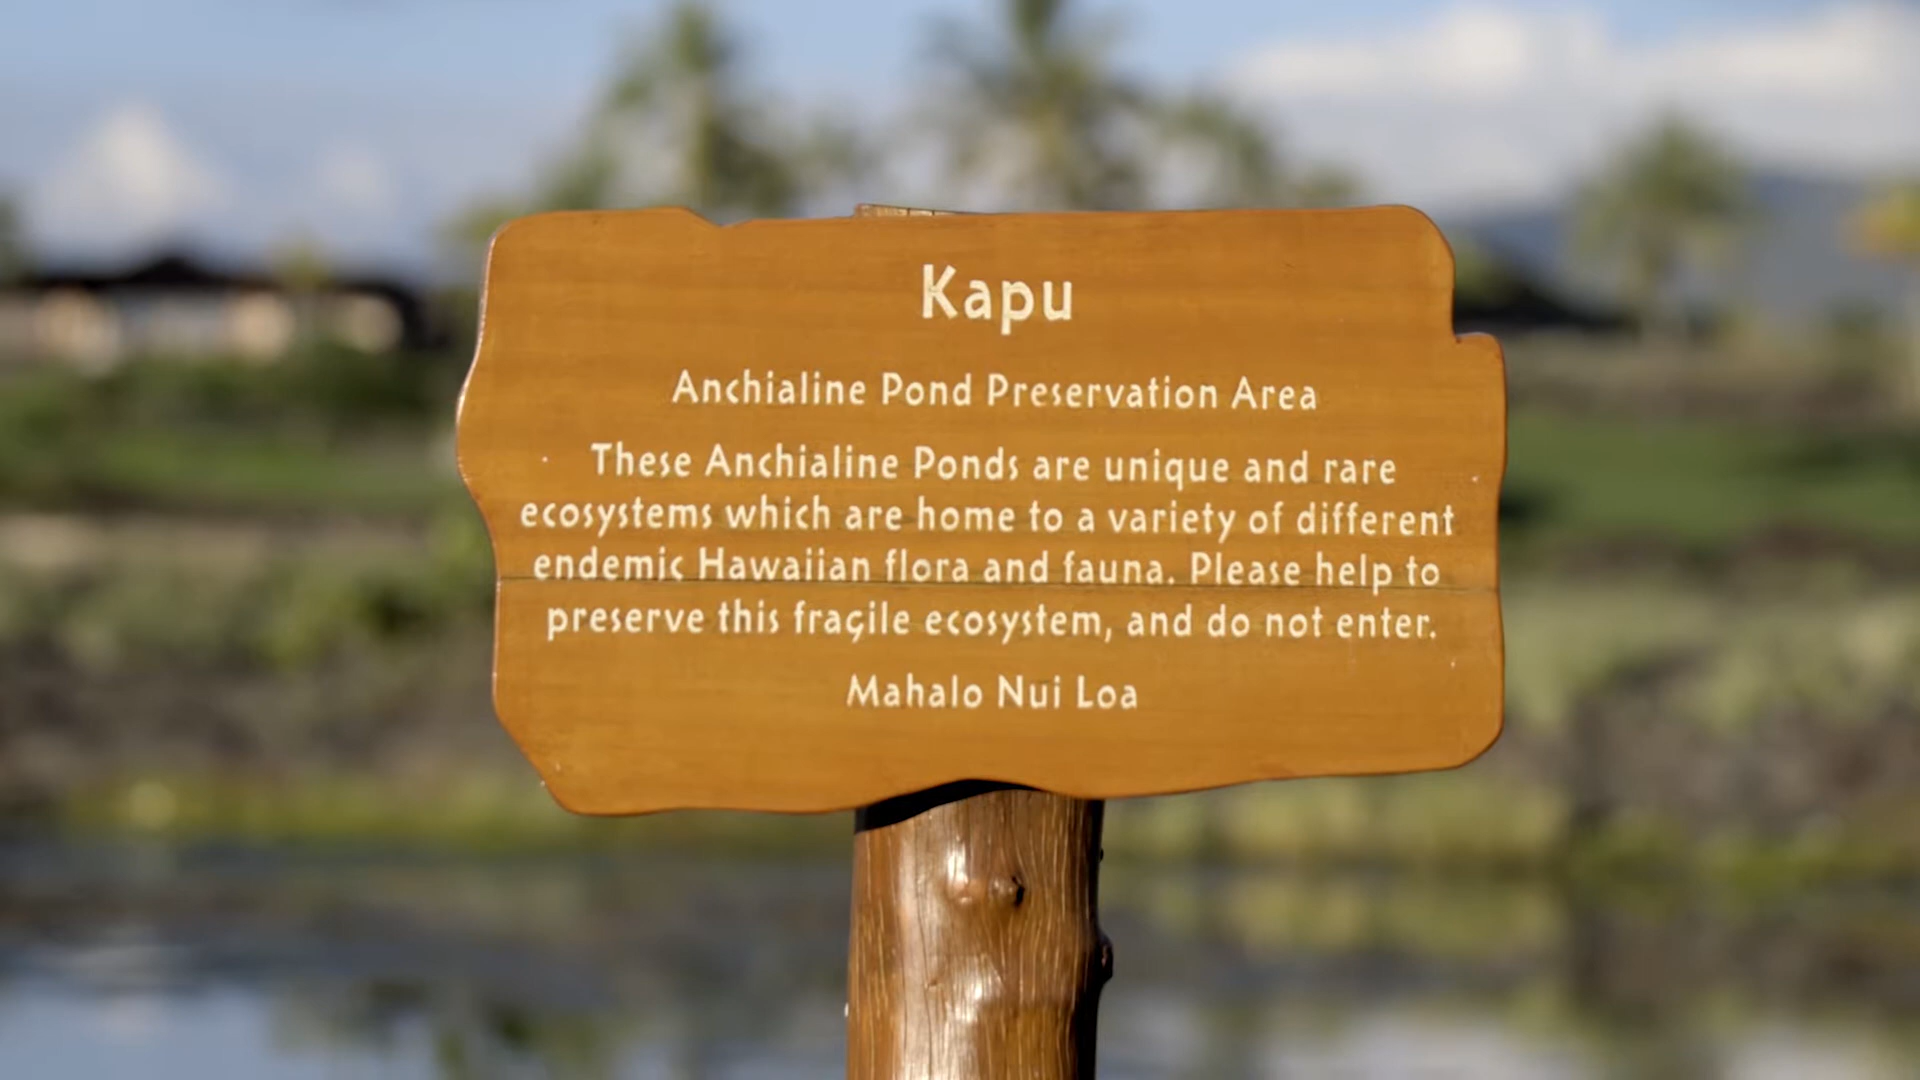 Kapu
Anchialine Pond Preservation Area
These Anchialine Ponds are unique and rare
ecosystems which are home to a variety of different
endemic Hawaiian flora and fauna. Please help to
preserve this fragile ecosystem, and do not enter.
Mahalo Nui Loa